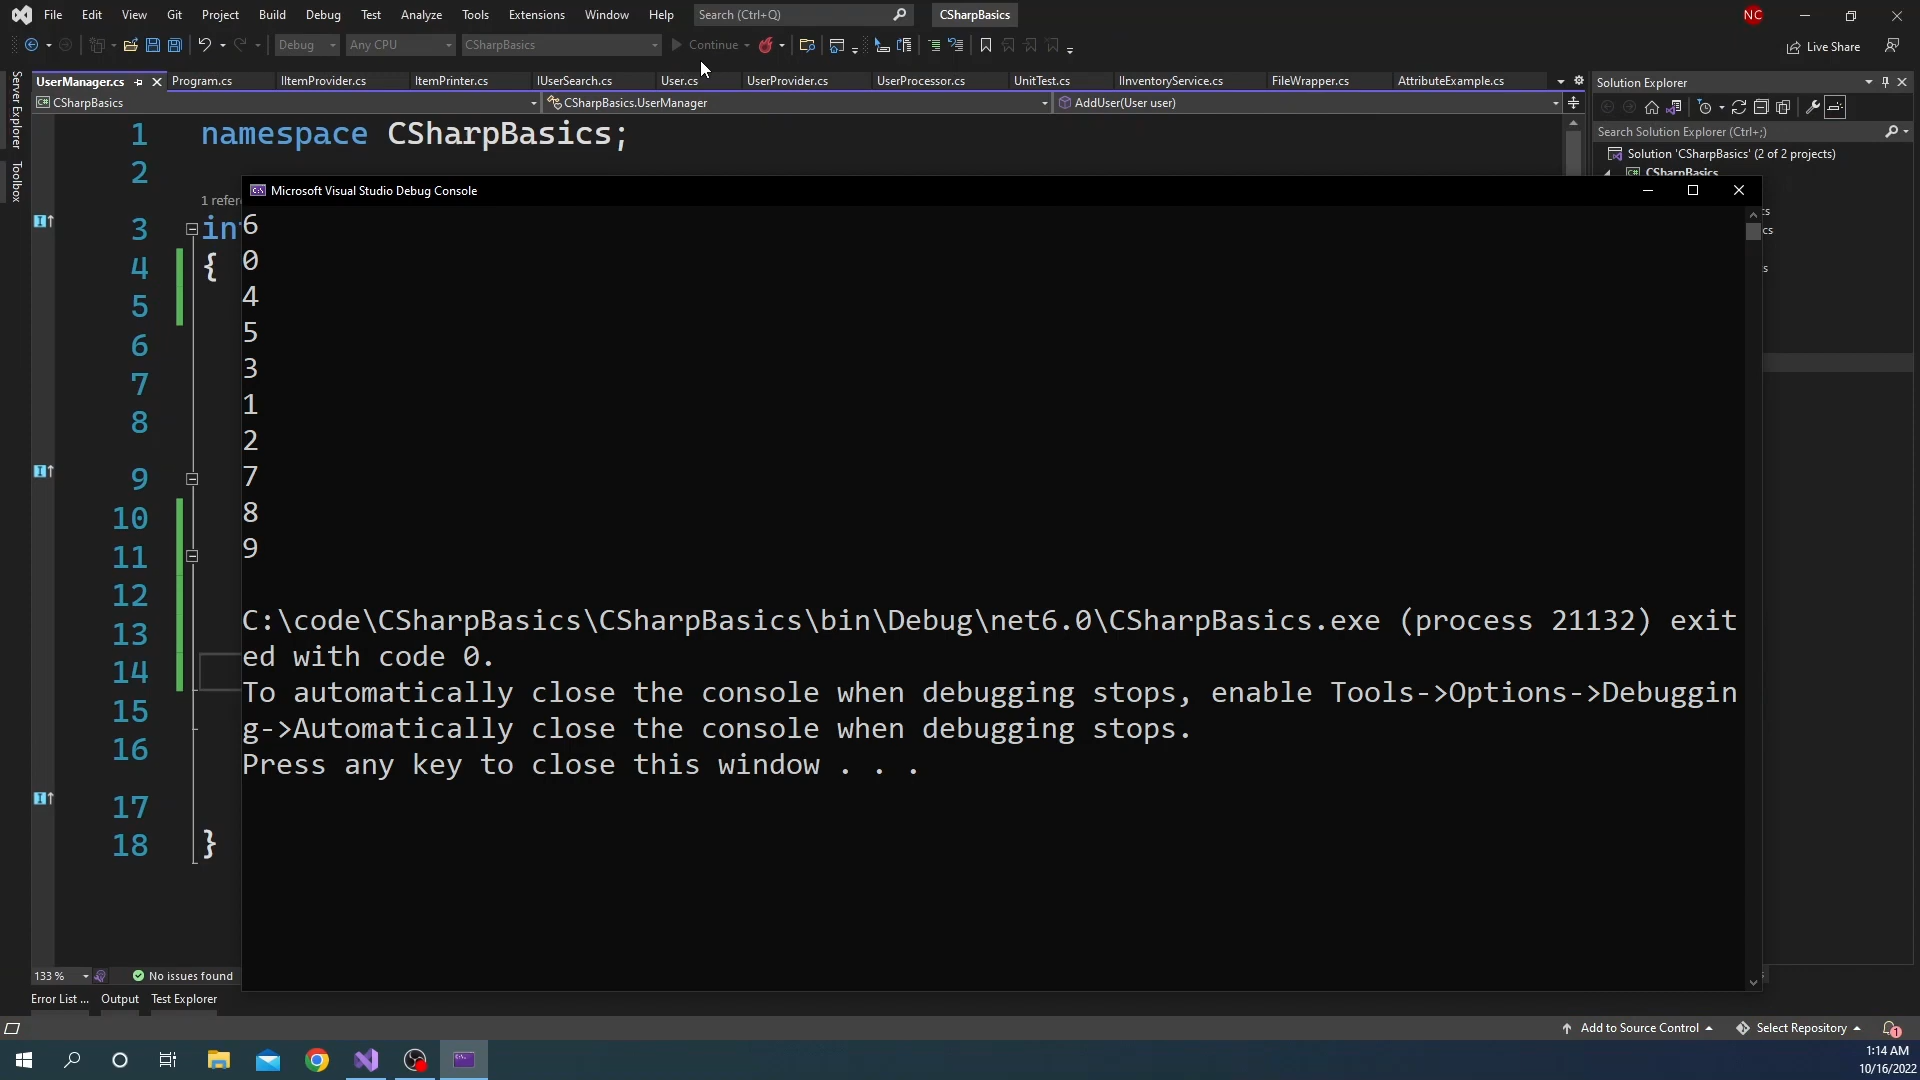 File Edit View Git Project Build Debug Test Analyze Tools Extensions Window Help Search (Ctrl+Q) CSharpBasics NC
Debug Any CPU CSharpBasics Continue Live Share
UserManager.cs Program.cs IItemProvider.cs ItemPrinter.cs IUserSearch.cs User.cs UserProvider.cs UserProcessor.cs UnitTest.cs IInventoryService.cs FileWrapper.cs AttributeExample.cs Solution Explorer
CSharpBasics CSharpBasics.UserManager AddUser(User user)
Server Explorer
Toolbox
Search Solution Explorer (Ctrl+;)
Solution 'CSharpBasics' (2 of 2 projects)
CSharpBasics
1 namespace CSharpBasics;
2
1 refer
3 int
4 {
5
6
7
8
9
10
11
12
13
14
15
16
17
18 }
Microsoft Visual Studio Debug Console
6
0
4
5
3
1
2
7
8
9
C:\code\CSharpBasics\CSharpBasics\bin\Debug\net6.0\CSharpBasics.exe (process 21132) exit
ed with code 0.
To automatically close the console when debugging stops, enable Tools->Options->Debuggin
g->Automatically close the console when debugging stops.
Press any key to close this window . . .
cs
cs
s
133 % No issues found
Error List ... Output Test Explorer
Add to Source Control Select Repository 1
1:14 AM
10/16/2022